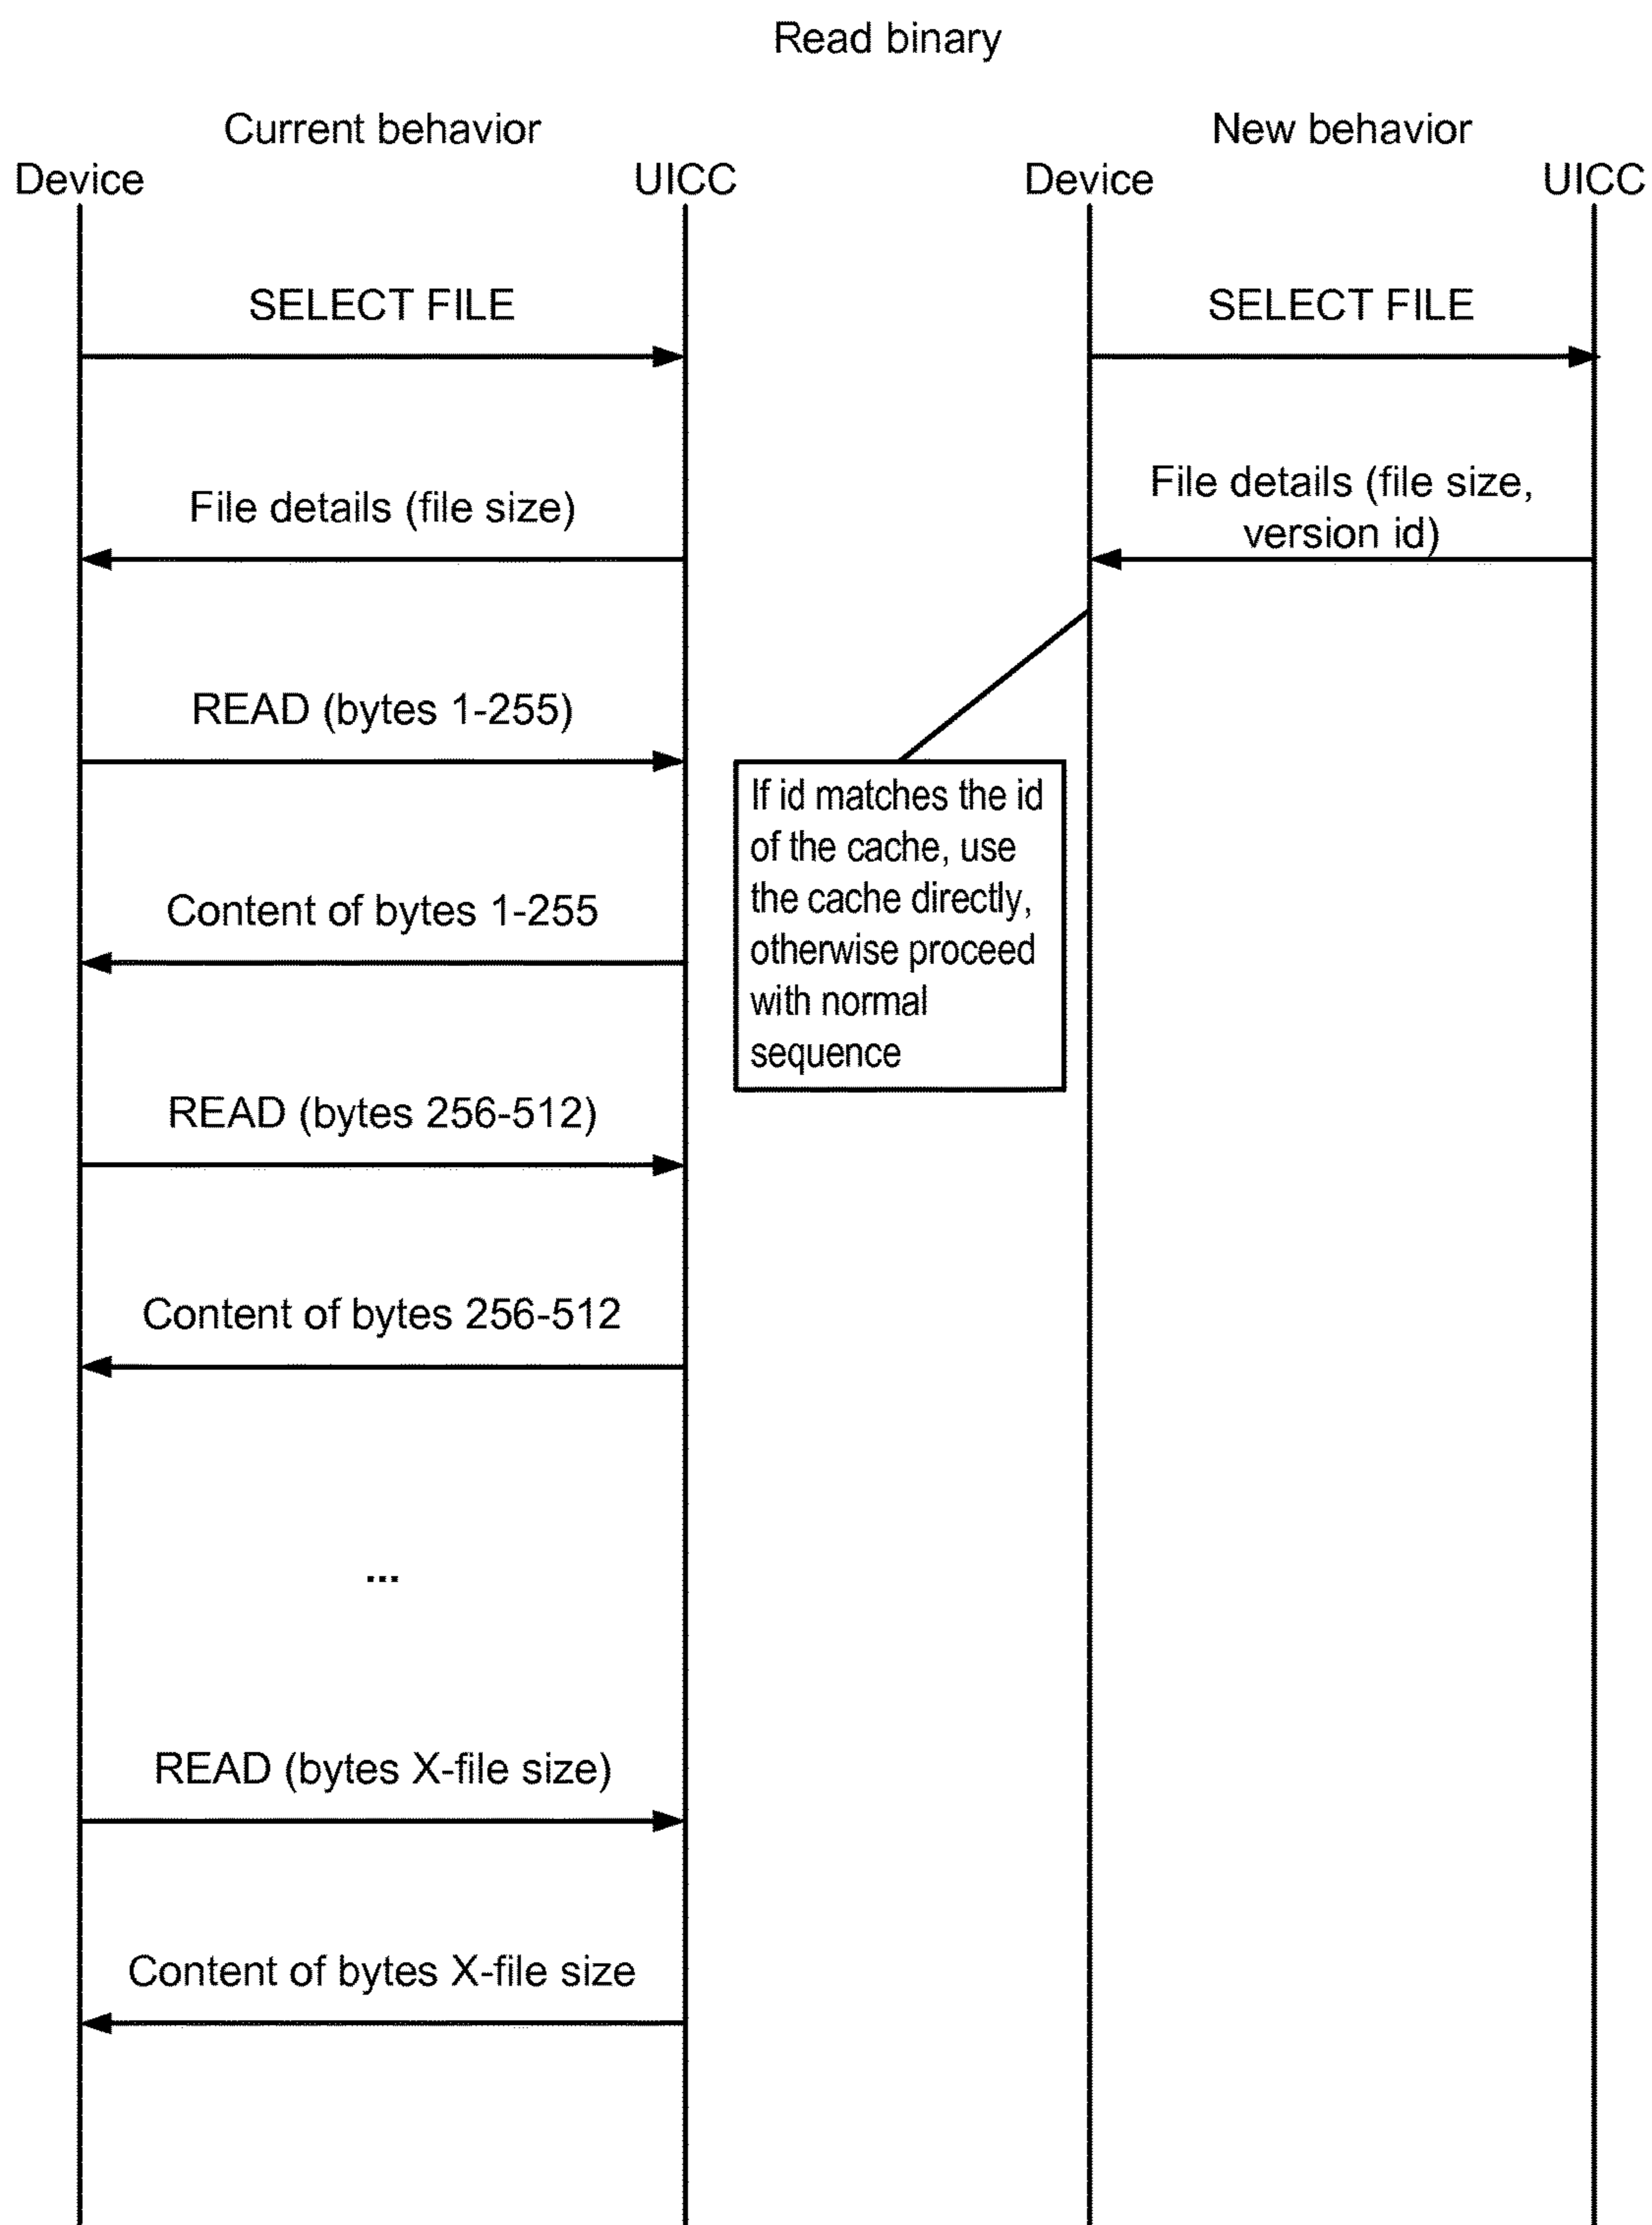 Read binary
Current behavior
New behavior
Device
UICC
Device
UICC
SELECT FILE
SELECT FILE
File details (file size)
File details (file size,
version id)
READ (bytes 1-255)
If id matches the id
of the cache, use
the cache directly,
otherwise proceed
with normal
sequence
Content of bytes 1-255
READ (bytes 256-512)
Content of bytes 256-512
...
READ (bytes X-file size)
Content of bytes X-file size